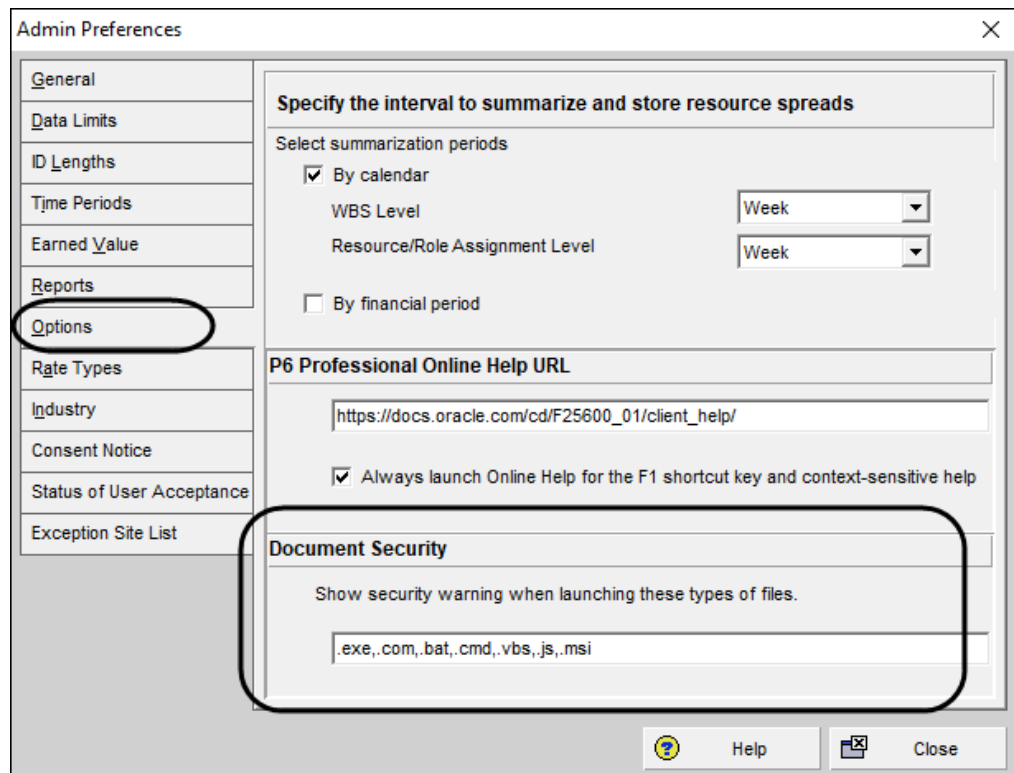 Admin Preferences
General
Data Limits
ID Lengths
Time Periods
Earned Value
Reports
Options
Rate Types
Industry
Consent Notice
Status of User Acceptance
Exception Site List
Specify the interval to summarize and store resource spreads
Select summarization periods
By calendar
WBS Level
Week
Resource/Role Assignment Level
Week
By financial period
P6 Professional Online Help URL
https://docs.oracle.com/cd/F25600_01/client_help/
Always launch Online Help for the F1 shortcut key and context-sensitive help
Document Security
Show security warning when launching these types of files.
.exe,.com,.bat,.cmd,.vbs,.js,.msi
Help
Close